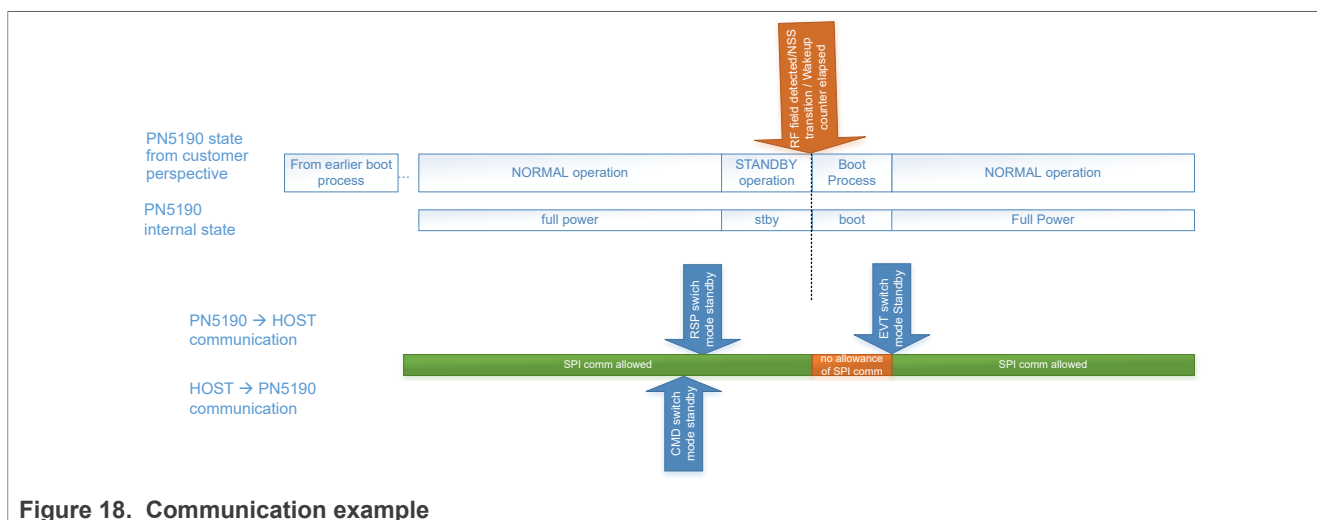 RF field detected/NSS
transition / Wakeup
counter elapsed
PN5190 state
from customer
perspective
From earlier boot
process
...
NORMAL operation
STANDBY
operation
Boot
Process
NORMAL operation
PN5190
internal state
full power
stby
boot
Full Power
RSP swich
mode standby
EVT switch
mode Standby
PN5190 → HOST
communication
SPI comm allowed
no allowance
of SPI comm
SPI comm allowed
HOST → PN5190
communication
CMD switch
mode standby
Figure 18. Communication example